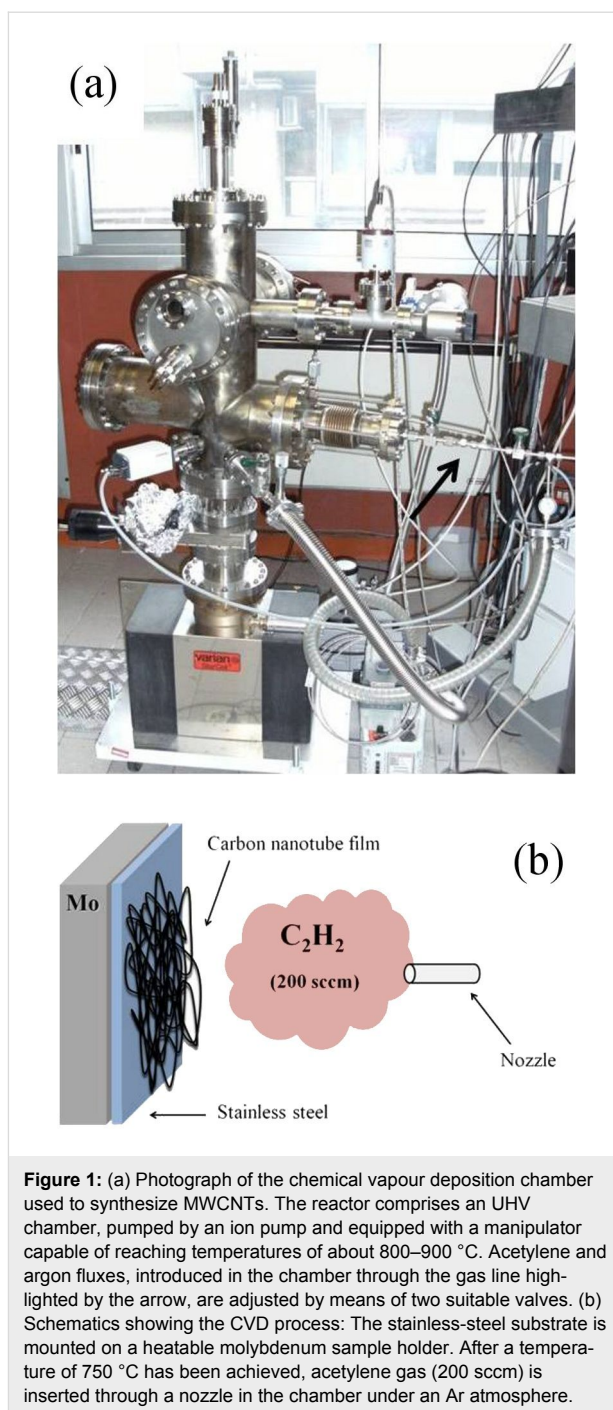 (a)
varian
Carbon nanotube film
(b)
Mo
C₂H₂
(200 sccm)
Nozzle
Stainless steel
Figure 1: (a) Photograph of the chemical vapour deposition chamber
used to synthesize MWCNTs. The reactor comprises an UHV
chamber, pumped by an ion pump and equipped with a manipulator
capable of reaching temperatures of about 800–900 °C. Acetylene and
argon fluxes, introduced in the chamber through the gas line high-
lighted by the arrow, are adjusted by means of two suitable valves. (b)
Schematics showing the CVD process: The stainless-steel substrate is
mounted on a heatable molybdenum sample holder. After a tempera-
ture of 750 °C has been achieved, acetylene gas (200 sccm) is
inserted through a nozzle in the chamber under an Ar atmosphere.